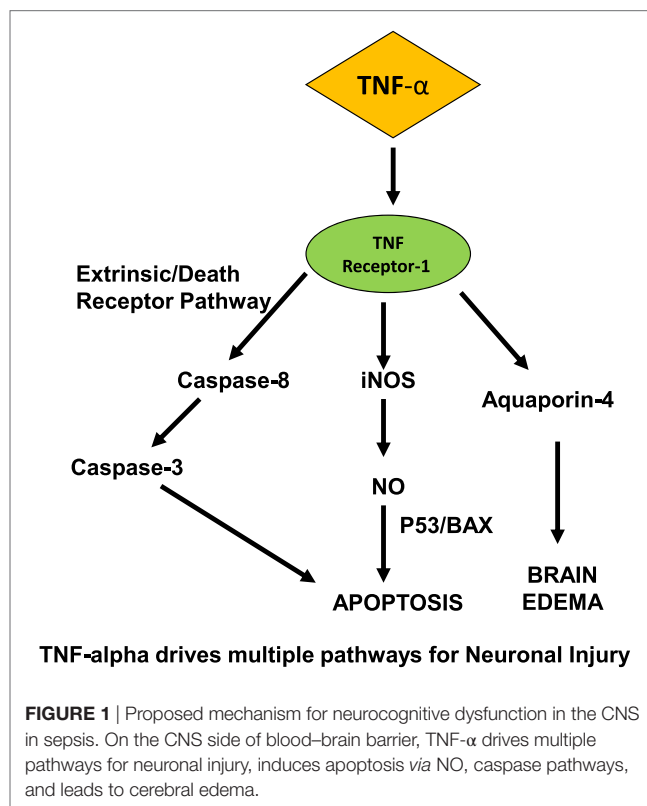 TNF-α
TNF
Receptor-1
Extrinsic/Death
Receptor Pathway
Caspase-8
iNOS
Aquaporin-4
Caspase-3
NO
P53/BAX
APOPTOSIS
BRAIN
EDEMA
TNF-alpha drives multiple pathways for Neuronal Injury
FIGURE 1 | Proposed mechanism for neurocognitive dysfunction in the CNS
in sepsis. On the CNS side of blood–brain barrier, TNF-α drives multiple
pathways for neuronal injury, induces apoptosis via NO, caspase pathways,
and leads to cerebral edema.